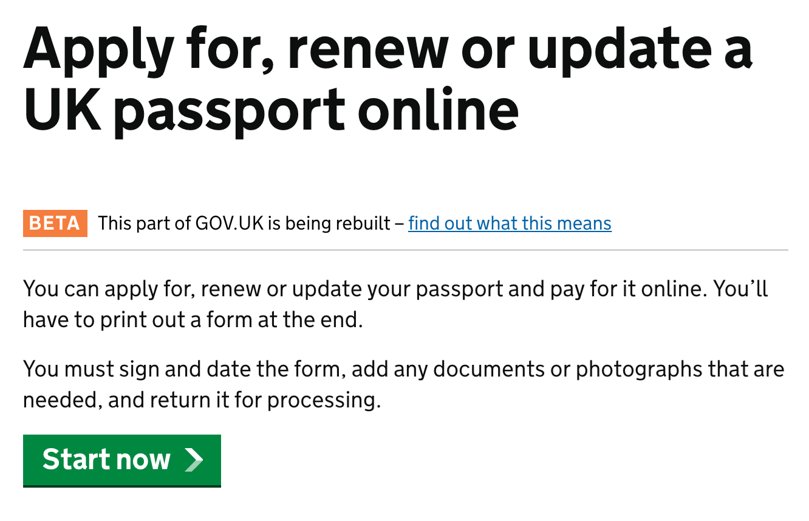 Apply for, renew or update a
UK passport online
BETA This part of GOV.UK is being rebuilt – find out what this means
You can apply for, renew or update your passport and pay for it online. You’ll
have to print out a form at the end.
You must sign and date the form, add any documents or photographs that are
needed, and return it for processing.
Start now